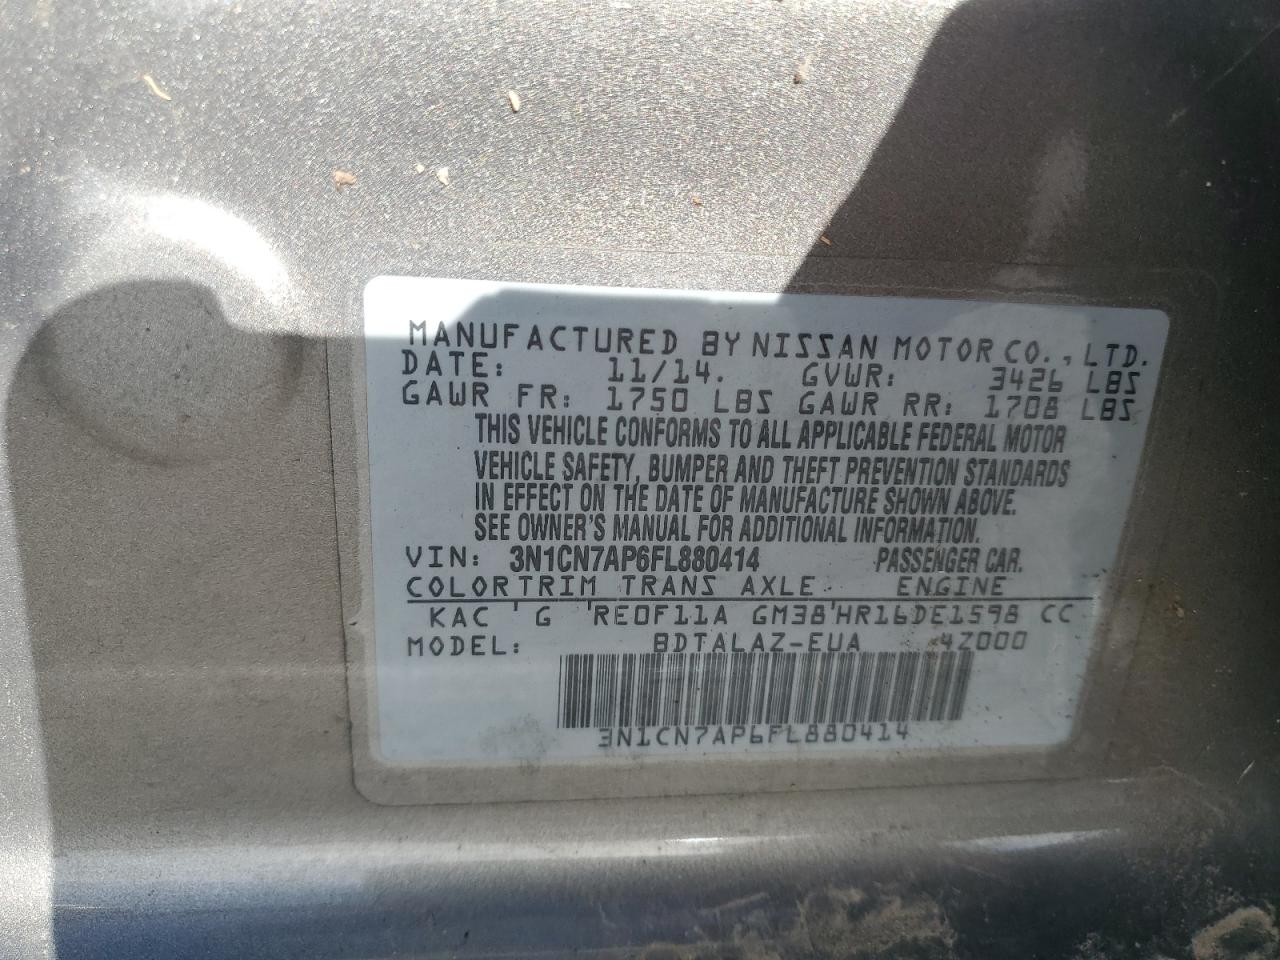 MANUFACTURED BY NISSAN MOTOR CO., LTD.
DATE: 11/14. GVWR: 3426 LBS
GAWR FR: 1750 LBS GAWR RR: 1708 LBS
THIS VEHICLE CONFORMS TO ALL APPLICABLE FEDERAL MOTOR
VEHICLE SAFETY, BUMPER AND THEFT PREVENTION STANDARDS
IN EFFECT ON THE DATE OF MANUFACTURE SHOWN ABOVE.
SEE OWNER'S MANUAL FOR ADDITIONAL INFORMATION.
VIN: 3N1CN7AP6FL880414 PASSENGER CAR.
COLOR TRIM TRANS AXLE ENGINE
KAC ' G 'RE0F11A GM38'HR16DE1598 CC
MODEL: BDTALAZ-EUA 4Z000
3N1CN7AP6FL880414